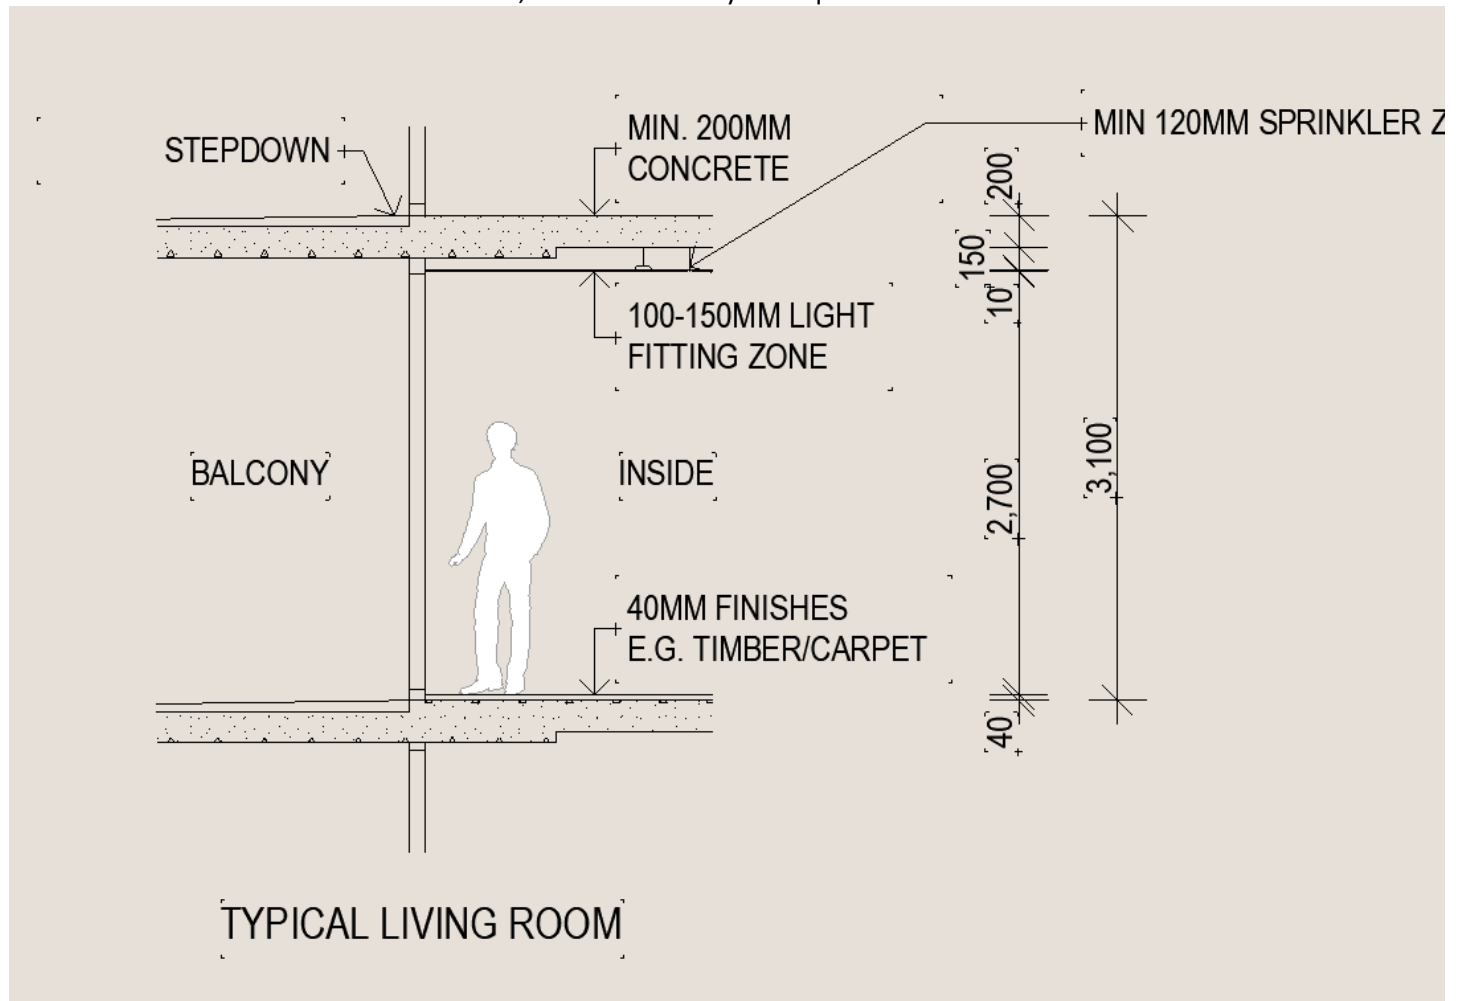 STEPDOWN
MIN. 200MM
CONCRETE
MIN 120MM SPRINKLER Z
200
150
10
100-150MM LIGHT
FITTING ZONE
BALCONY
INSIDE
2,700
3,100
40MM FINISHES
E.G. TIMBER/CARPET
40
TYPICAL LIVING ROOM